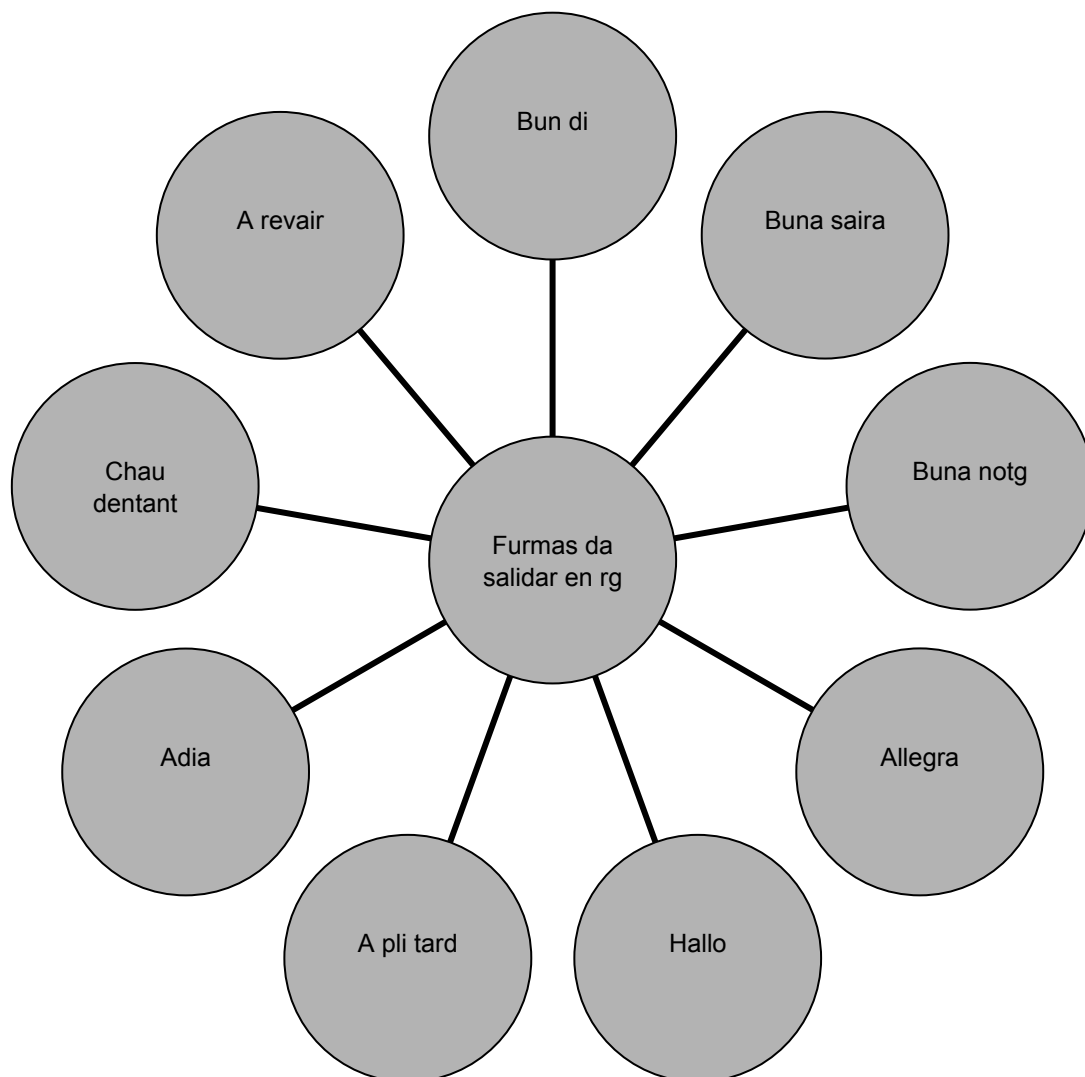 Bun di
A revair
Buna saira
Chau
dentant
Buna notg
Furmas da
salidar en rg
Adia
Allegra
A pli tard
Hallo